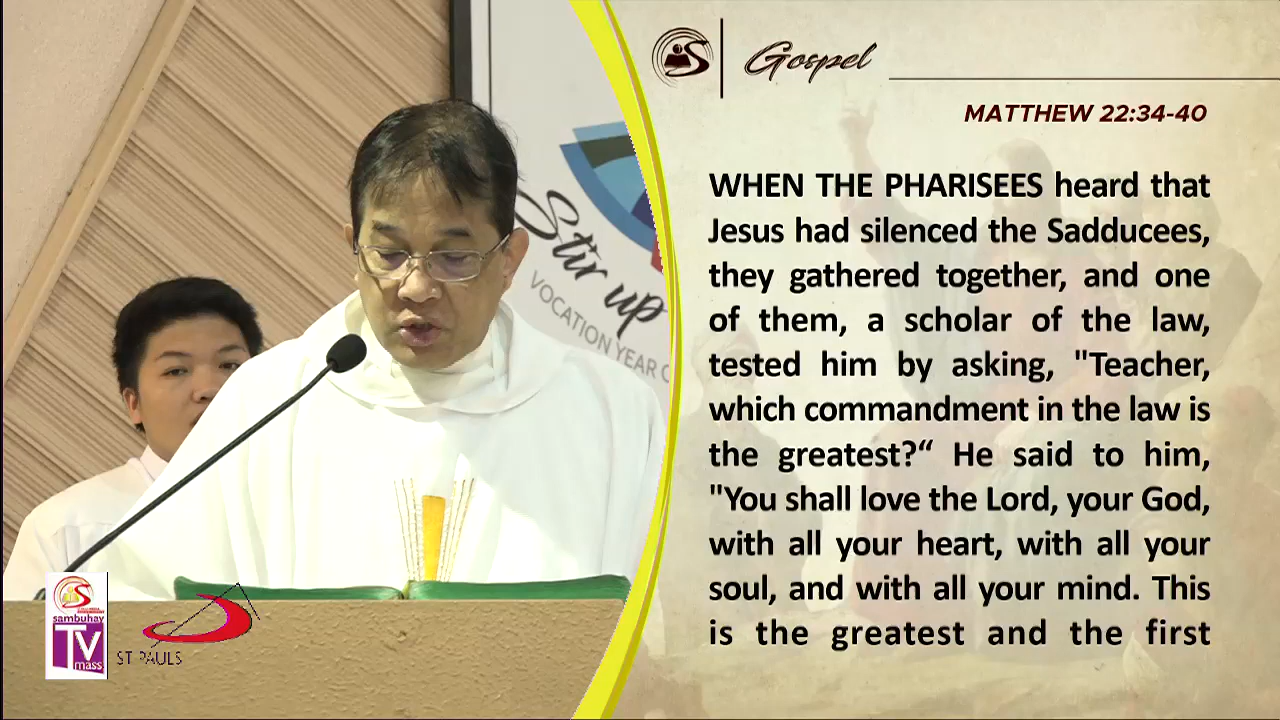 Gospel
MATTHEW 22:34-40
WHEN THE PHARISEES heard that
Jesus had silenced the Sadducees,
they gathered together, and one
of them, a scholar of the law,
tested him by asking, "Teacher,
which commandment in the law is
the greatest?“ He said to him,
"You shall love the Lord, your God,
with all your heart, with all your
soul, and with all your mind. This
is the greatest and the first
Stir up
VOCATION YEAR
sambuhay
TV
mass
ST PAULS